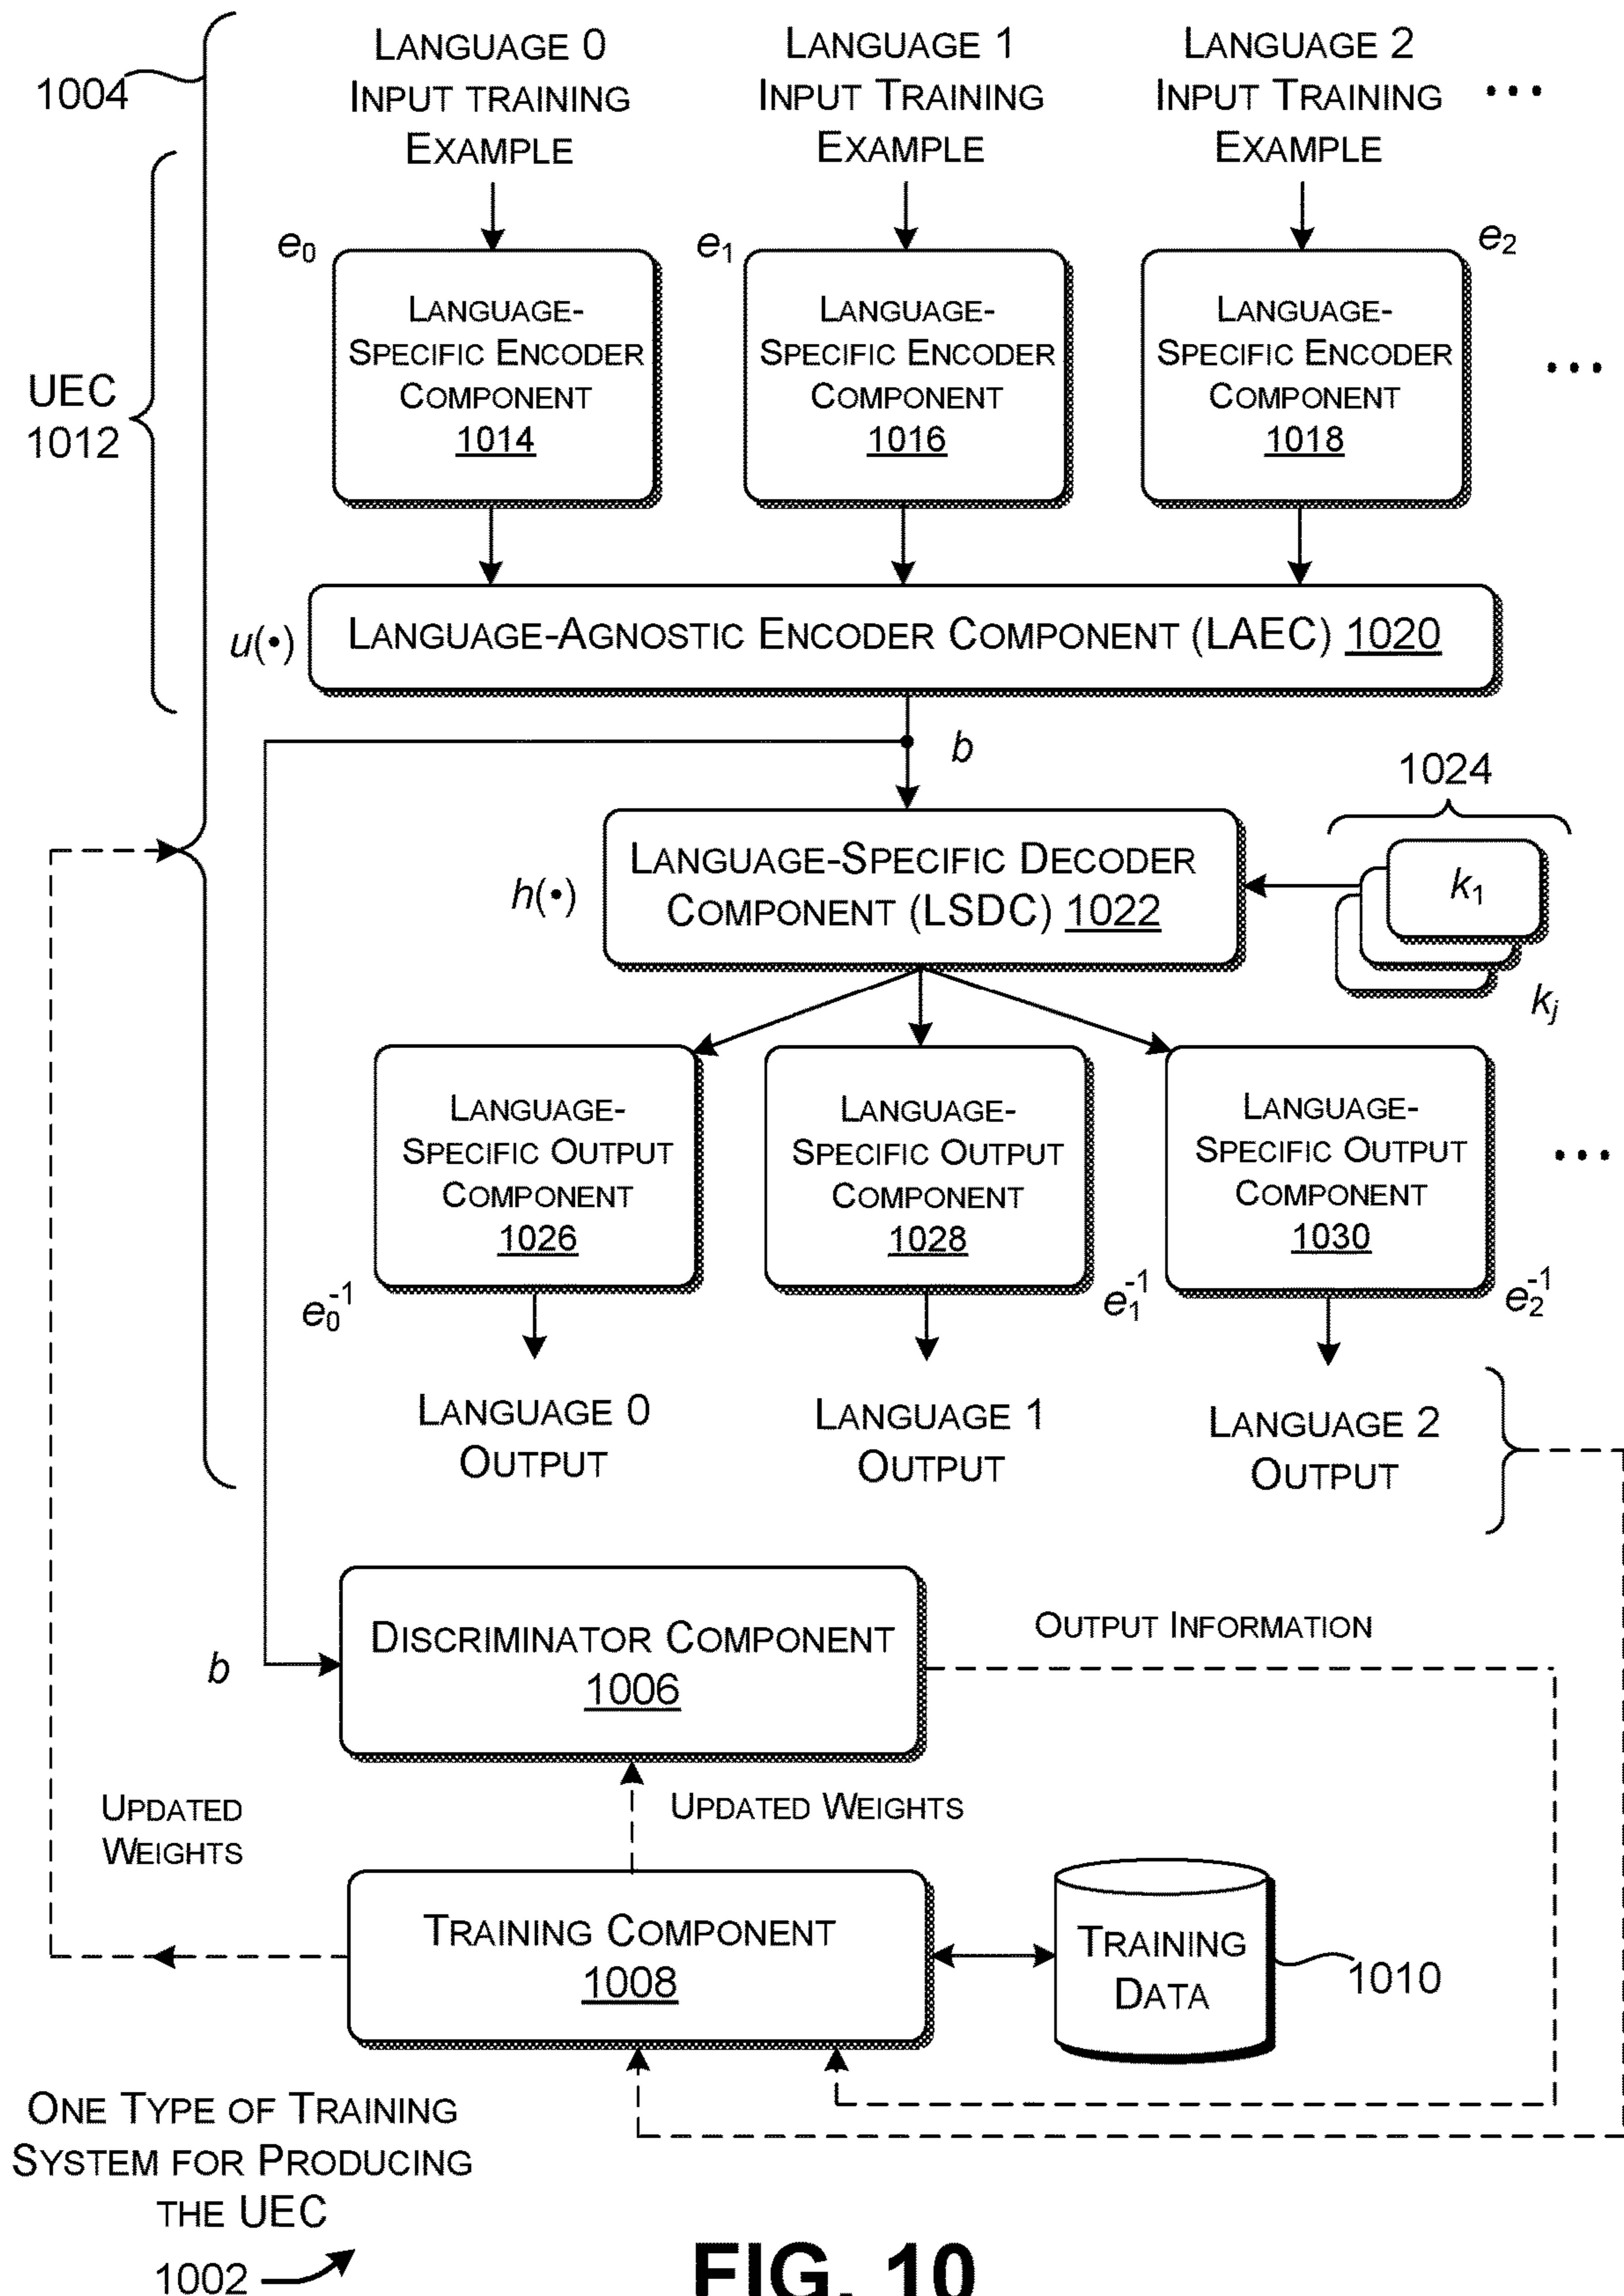 1004
LANGUAGE 0
INPUT TRAINING
EXAMPLE
LANGUAGE 1
INPUT TRAINING
EXAMPLE
LANGUAGE 2
INPUT TRAINING
EXAMPLE
...
UEC
1012
e0
LANGUAGE-
SPECIFIC ENCODER
COMPONENT
1014
e1
LANGUAGE-
SPECIFIC ENCODER
COMPONENT
1016
e2
LANGUAGE-
SPECIFIC ENCODER
COMPONENT
1018
...
u(•)
LANGUAGE-AGNOSTIC ENCODER COMPONENT (LAEC) 1020
b
h(•)
LANGUAGE-SPECIFIC DECODER
COMPONENT (LSDC) 1022
1024
k1
kj
LANGUAGE-
SPECIFIC OUTPUT
COMPONENT
1026
e0^-1
LANGUAGE-
SPECIFIC OUTPUT
COMPONENT
1028
e1^-1
LANGUAGE-
SPECIFIC OUTPUT
COMPONENT
1030
e2^-1
...
LANGUAGE 0
OUTPUT
LANGUAGE 1
OUTPUT
LANGUAGE 2
OUTPUT
b
DISCRIMINATOR COMPONENT
1006
OUTPUT INFORMATION
UPDATED
WEIGHTS
UPDATED WEIGHTS
TRAINING COMPONENT
1008
TRAINING
DATA
1010
ONE TYPE OF TRAINING
SYSTEM FOR PRODUCING
THE UEC
1002
FIG. 10